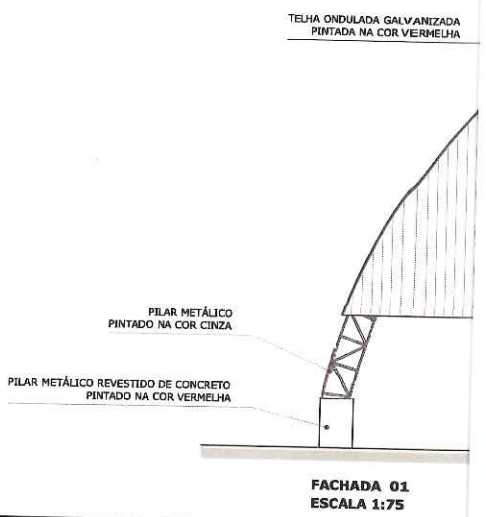 TELHA ONDULADA GALVANIZADA
PINTADA NA COR VERMELHA
PILAR METÁLICO
PINTADO NA COR CINZA
PILAR METÁLICO REVESTIDO DE CONCRETO
PINTADO NA COR VERMELHA
FACHADA 01
ESCALA 1:75